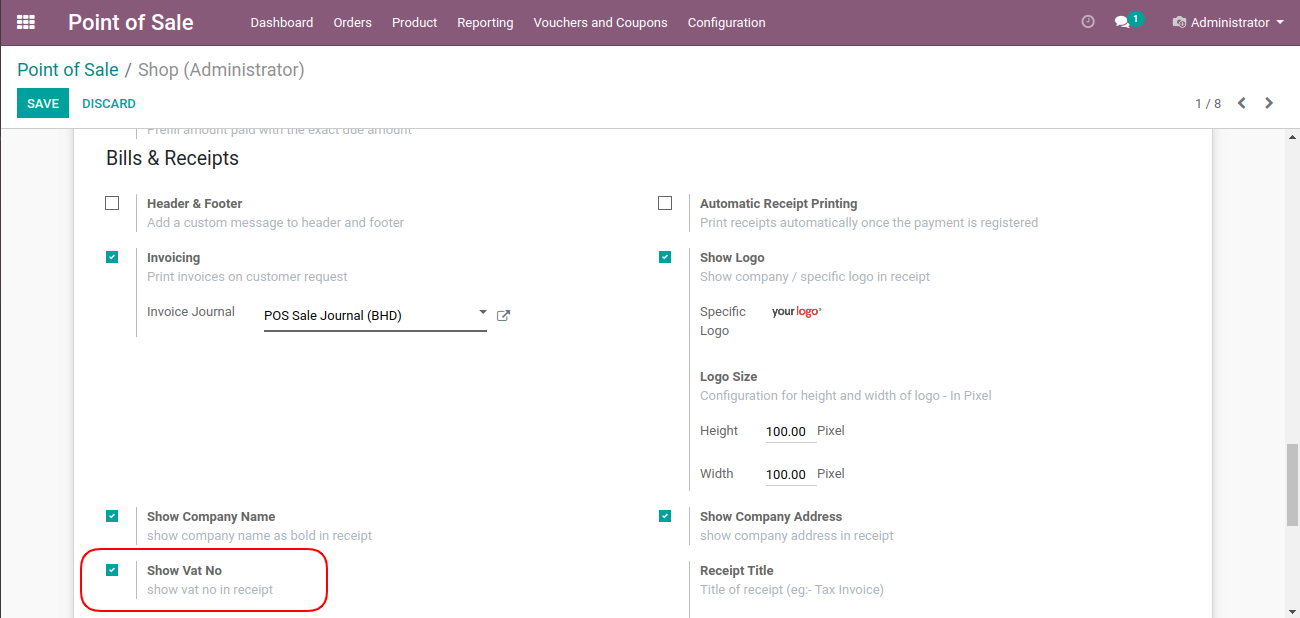 Point of Sale Dashboard Orders Product Reporting Vouchers and Coupons Configuration 1 Administrator
Point of Sale / Shop (Administrator)
SAVE DISCARD 1 / 8
Prefill amount paid with the exact due amount
Bills & Receipts
Header & Footer
Add a custom message to header and footer
Automatic Receipt Printing
Print receipts automatically once the payment is registered
Invoicing
Print invoices on customer request
Invoice Journal POS Sale Journal (BHD)
Show Logo
Show company / specific logo in receipt
Specific
Logo
yourlogo
Logo Size
Configuration for height and width of logo - In Pixel
Height 100.00 Pixel
Width 100.00 Pixel
Show Company Name
show company name as bold in receipt
Show Company Address
show company address in receipt
Show Vat No
show vat no in receipt
Receipt Title
Title of receipt (eg:- Tax Invoice)